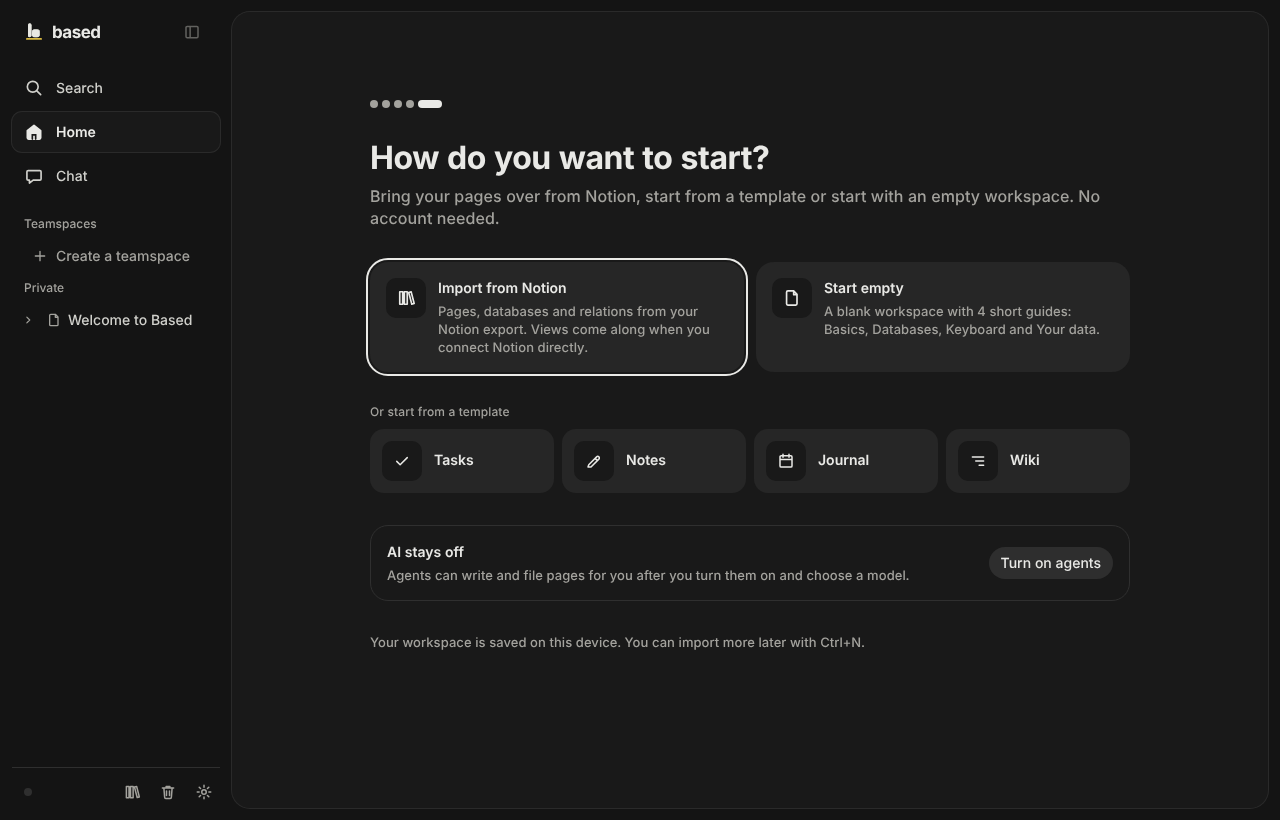 based
Search
Home
Chat
Teamspaces
Create a teamspace
Private
Welcome to Based
How do you want to start?
Bring your pages over from Notion, start from a template or start with an empty workspace. No
account needed.
Import from Notion
Pages, databases and relations from your
Notion export. Views come along when you
connect Notion directly.
Start empty
A blank workspace with 4 short guides:
Basics, Databases, Keyboard and Your data.
Or start from a template
Tasks
Notes
Journal
Wiki
AI stays off
Agents can write and file pages for you after you turn them on and choose a model.
Turn on agents
Your workspace is saved on this device. You can import more later with Ctrl+N.